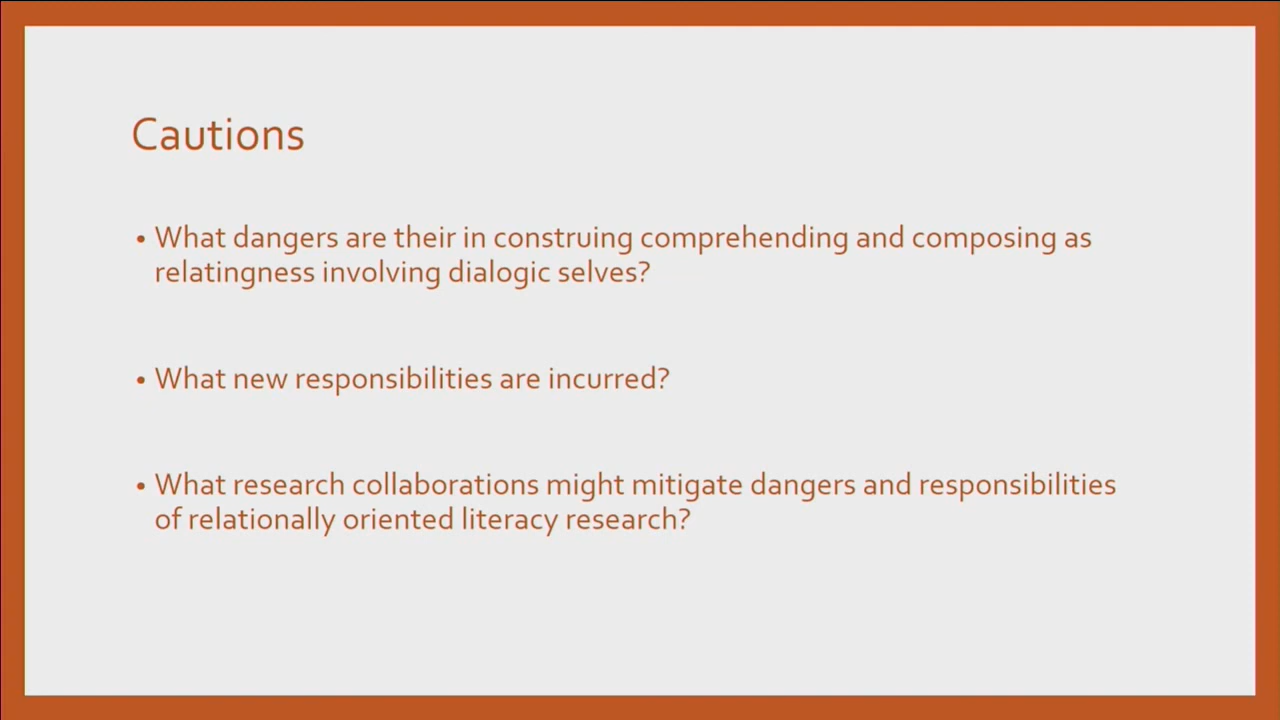 Cautions
• What dangers are their in construing comprehending and composing as
relatingness involving dialogic selves?
• What new responsibilities are incurred?
• What research collaborations might mitigate dangers and responsibilities
of relationally oriented literacy research?